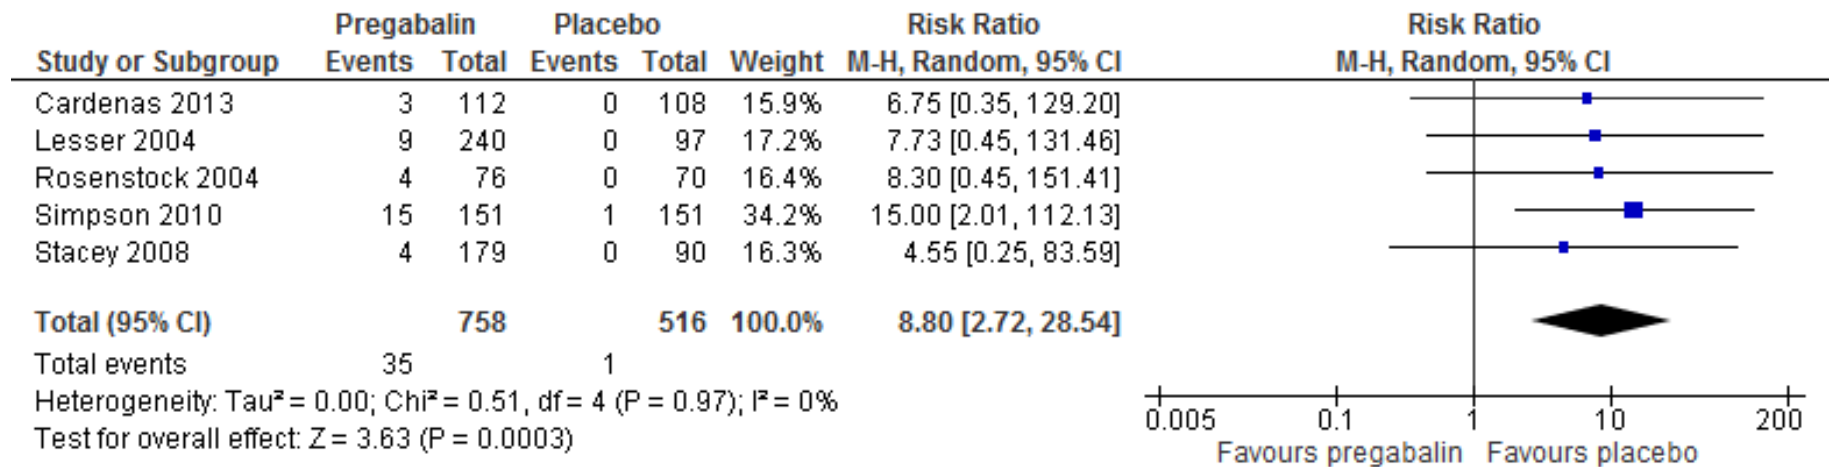 Pregabalin Placebo Risk Ratio Risk Ratio
Study or Subgroup Events Total Events Total Weight M-H, Random, 95% CI M-H, Random, 95% CI
Cardenas 2013 3 112 0 108 15.9% 6.75 [0.35, 129.20]
Lesser 2004 9 240 0 97 17.2% 7.73 [0.45, 131.46]
Rosenstock 2004 4 76 0 70 16.4% 8.30 [0.45, 151.41]
Simpson 2010 15 151 1 151 34.2% 15.00 [2.01, 112.13]
Stacey 2008 4 179 0 90 16.3% 4.55 [0.25, 83.59]
Total (95% CI) 758 516 100.0% 8.80 [2.72, 28.54]
Total events 35 1
Heterogeneity: Tau² = 0.00; Chi² = 0.51, df = 4 (P = 0.97); I² = 0%
Test for overall effect: Z = 3.63 (P = 0.0003)
0.005 0.1 1 10 200
Favours pregabalin Favours placebo